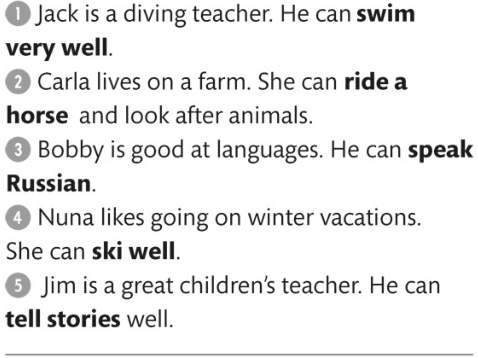 1 Jack is a diving teacher. He can swim
very well.
2 Carla lives on a farm. She can ride a
horse and look after animals.
3 Bobby is good at languages. He can speak
Russian.
4 Nuna likes going on winter vacations.
She can ski well.
5 Jim is a great children's teacher. He can
tell stories well.